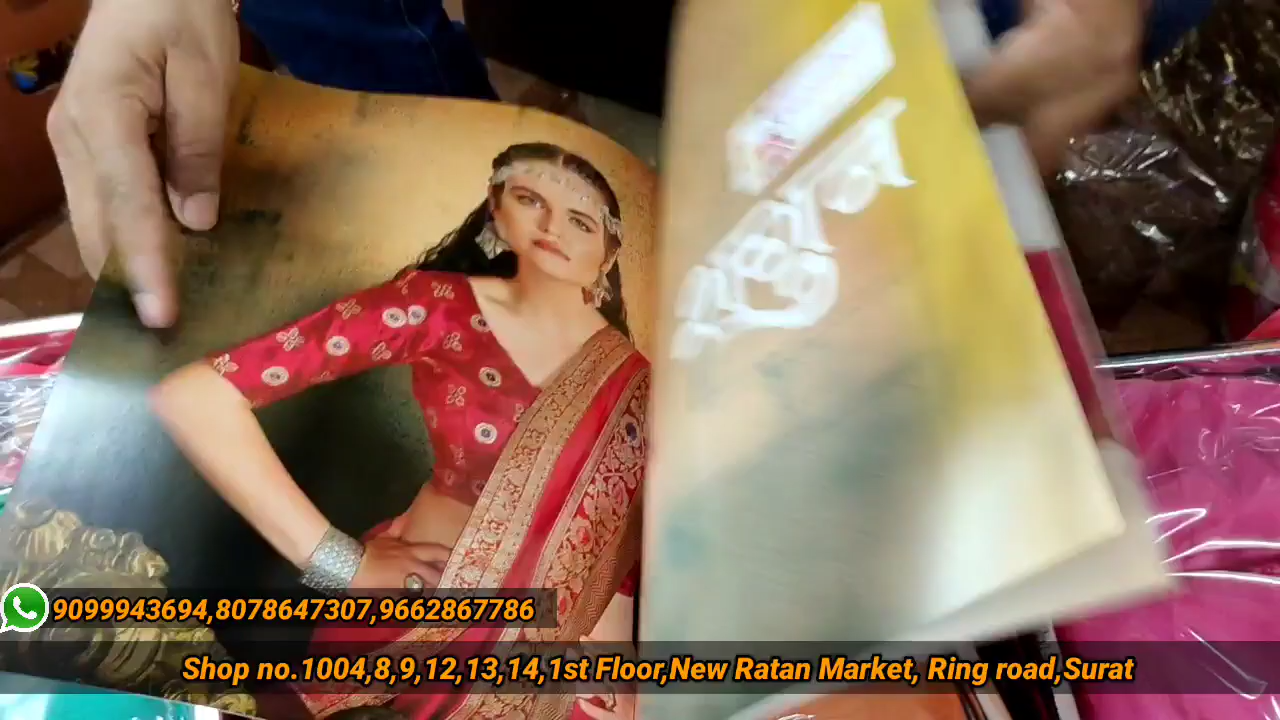 9099943694,8078647307,9662867786
Shop no.1004,8,9,12,13,14,1st Floor,New Ratan Market, Ring road,Surat